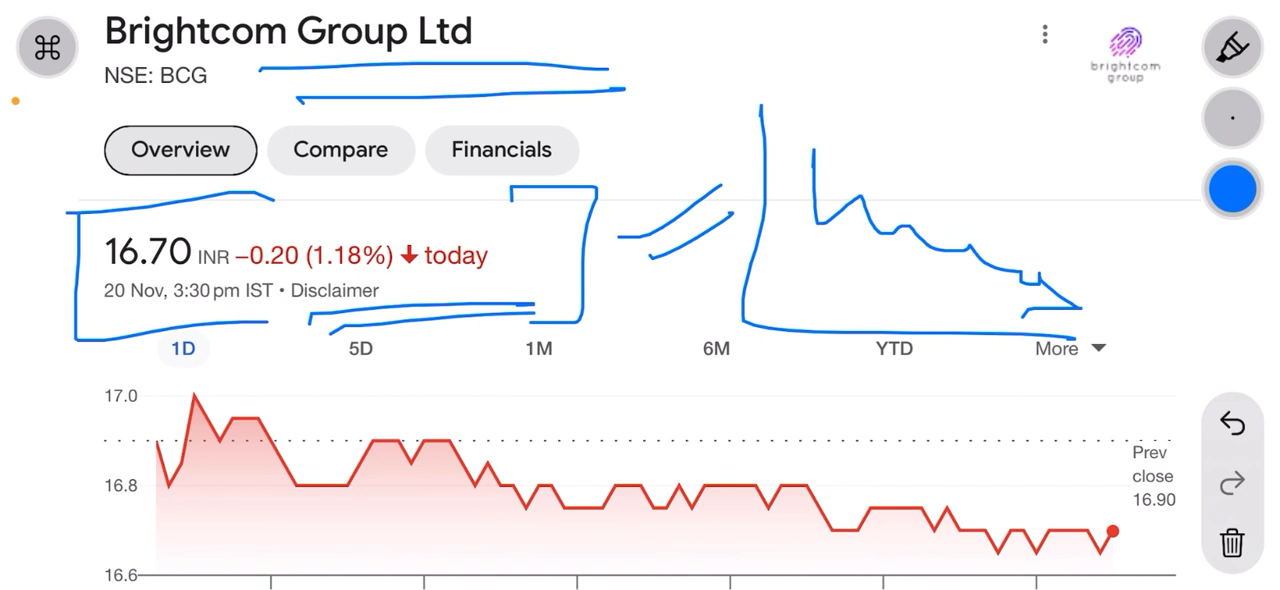 Brightcom Group Ltd
NSE: BCG
brightcom
group
Overview Compare Financials
16.70 INR −0.20 (1.18%) ↓ today
20 Nov, 3:30 pm IST • Disclaimer
1D 5D 1M 6M YTD More
17.0
16.8
16.6
Prev
close
16.90